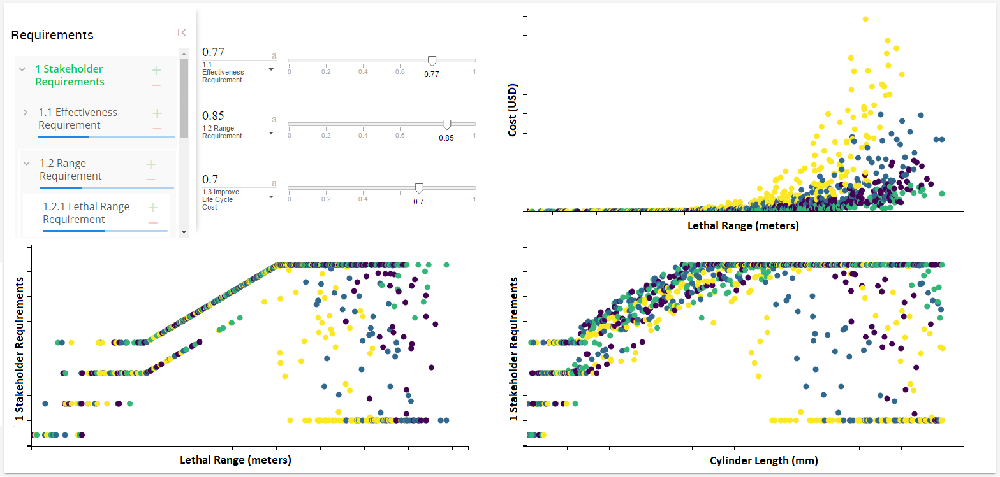 Requirements
1 Stakeholder
Requirements
1.1 Effectiveness
Requirement
1.2 Range
Requirement
1.2.1 Lethal Range
Requirement
0.77
a
1.1
Effectiveness
Requirement
0 0.2 0.4 0.6 1
0.77
0.85
a
1.2 Range
Requirement
0 0.2 0.4 0.6 1
0.85
0.7
a
1.3 Improve
Life Cycle
Cost
0 0.2 0.4 0.6 1
0.7
Cost (USD)
Lethal Range (meters)
1 Stakeholder Requirements
Lethal Range (meters)
1 Stakeholder Requirements
Cylinder Length (mm)